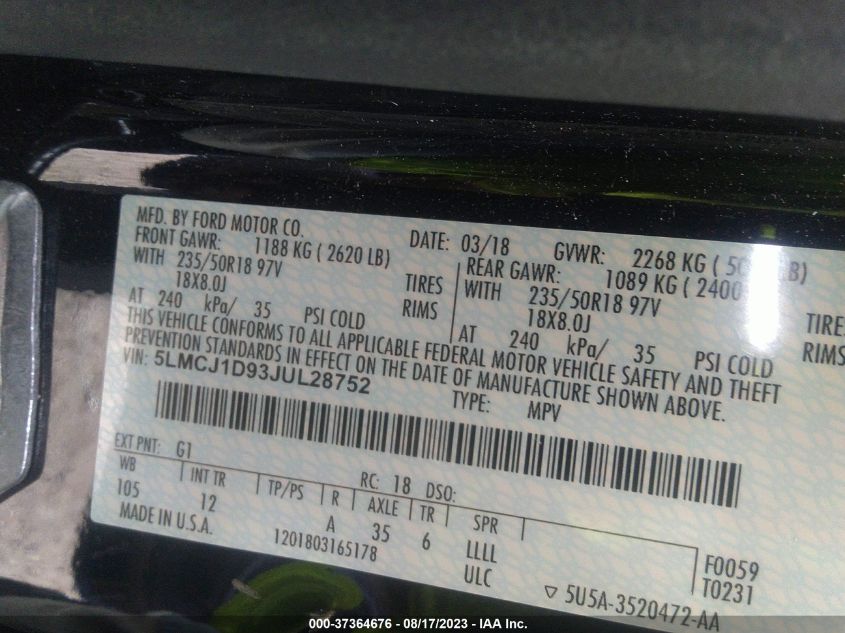 MFD. BY FORD MOTOR CO.
DATE: 03/18 GVWR: 2268 KG (
FRONT GAWR: 1188 KG ( 2620 LB)
REAR GAWR: 1089 KG ( 2400
WITH 235/50R18 97V TIRES
WITH 235/50R18 97V TIRES
18X8.0J RIMS
18X8.0J RIMS
AT 240 kPa/ 35 PSI COLD
AT 240 kPa/ 35 PSI COLD
THIS VEHICLE CONFORMS TO ALL APPLICABLE FEDERAL MOTOR VEHICLE SAFETY AND THEFT
PREVENTION STANDARDS IN EFFECT ON THE DATE OF MANUFACTURE SHOWN ABOVE.
VIN: 5LMCJ1D93JUL28752
TYPE: MPV
EXT PNT: G1 RC: 18 DSO:
WB INT TR TP/PS R AXLE TR SPR
105 12 A 35 6 LLLL
ULC
MADE IN U.S.A. 1201803165178
F0059
T0231
5U5A-3520472-AA
000-37364676 - 08/17/2023 - IAA Inc.